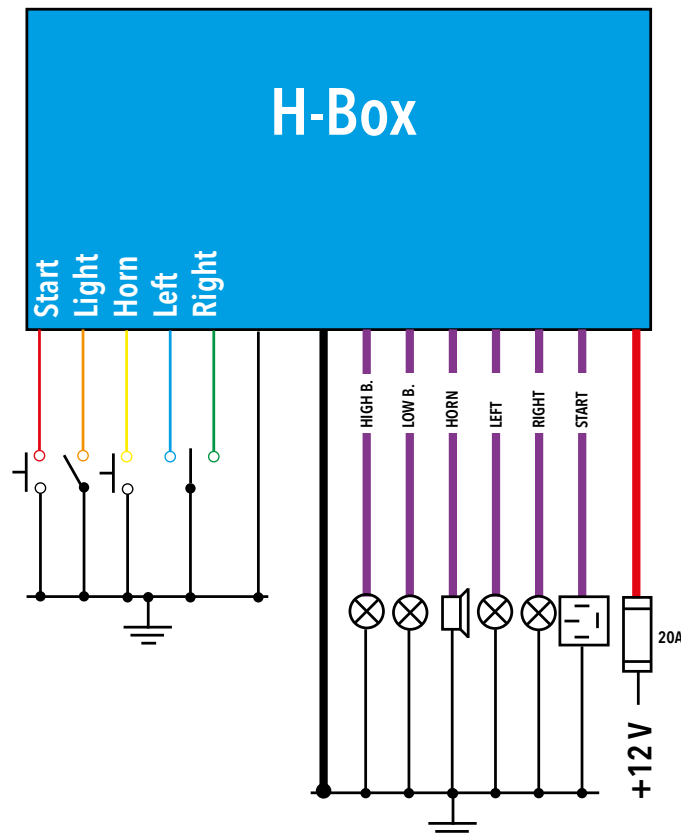 H-Box
Start
Light
Horn
Left
Right
HIGH B.
LOW B.
HORN
LEFT
RIGHT
START
20A
+12 V